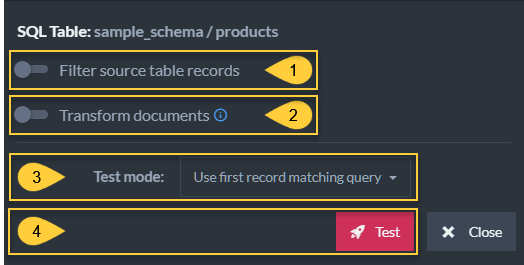 SQL Table: sample_schema / products
Filter source table records 1
Transform documents 2
3 Test mode: Use first record matching query
4 Test Close